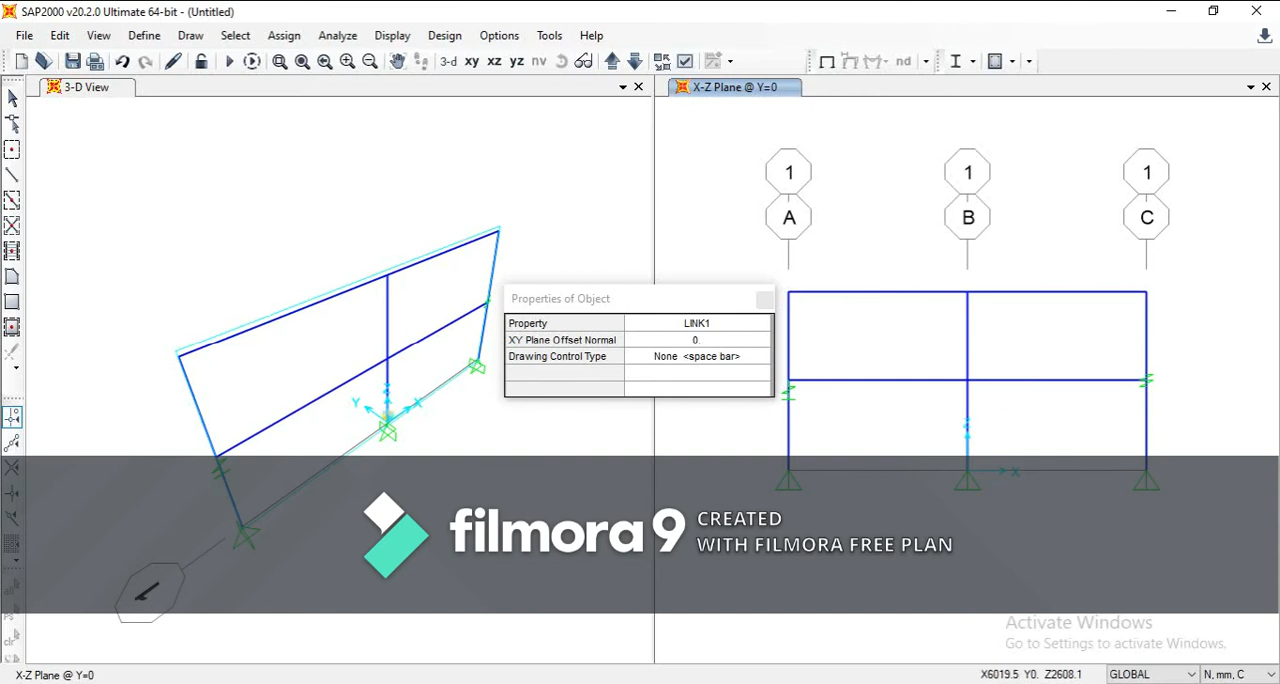 SAP2000 v20.2.0 Ultimate 64-bit - (Untitled)
File Edit View Define Draw Select Assign Analyze Display Design Options Tools Help
3-d xy xz yz nv nd
3-D View
X-Z Plane @ Y=0
1 1 1
A B C
Properties of Object
Property LINK1
XY Plane Offset Normal 0.
Drawing Control Type None <space bar>
Y X
X
1
filmora9 CREATED
WITH FILMORA FREE PLAN
clr
Activate Windows
Go to Settings to activate Windows.
X-Z Plane @ Y=0 X6019.5 Y0. Z2608.1 GLOBAL N, mm, C